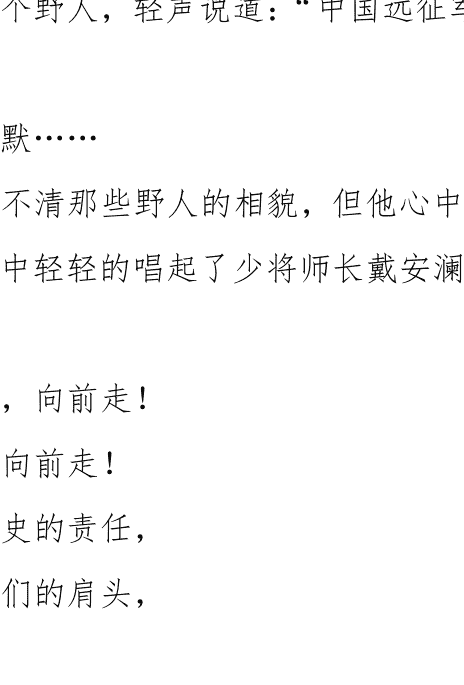 个野人，轻声说道：“中国远征军
默……
不清那些野人的相貌，但他心中
中轻轻的唱起了少将师长戴安澜
，向前走！
向前走！
史的责任，
们的肩头，